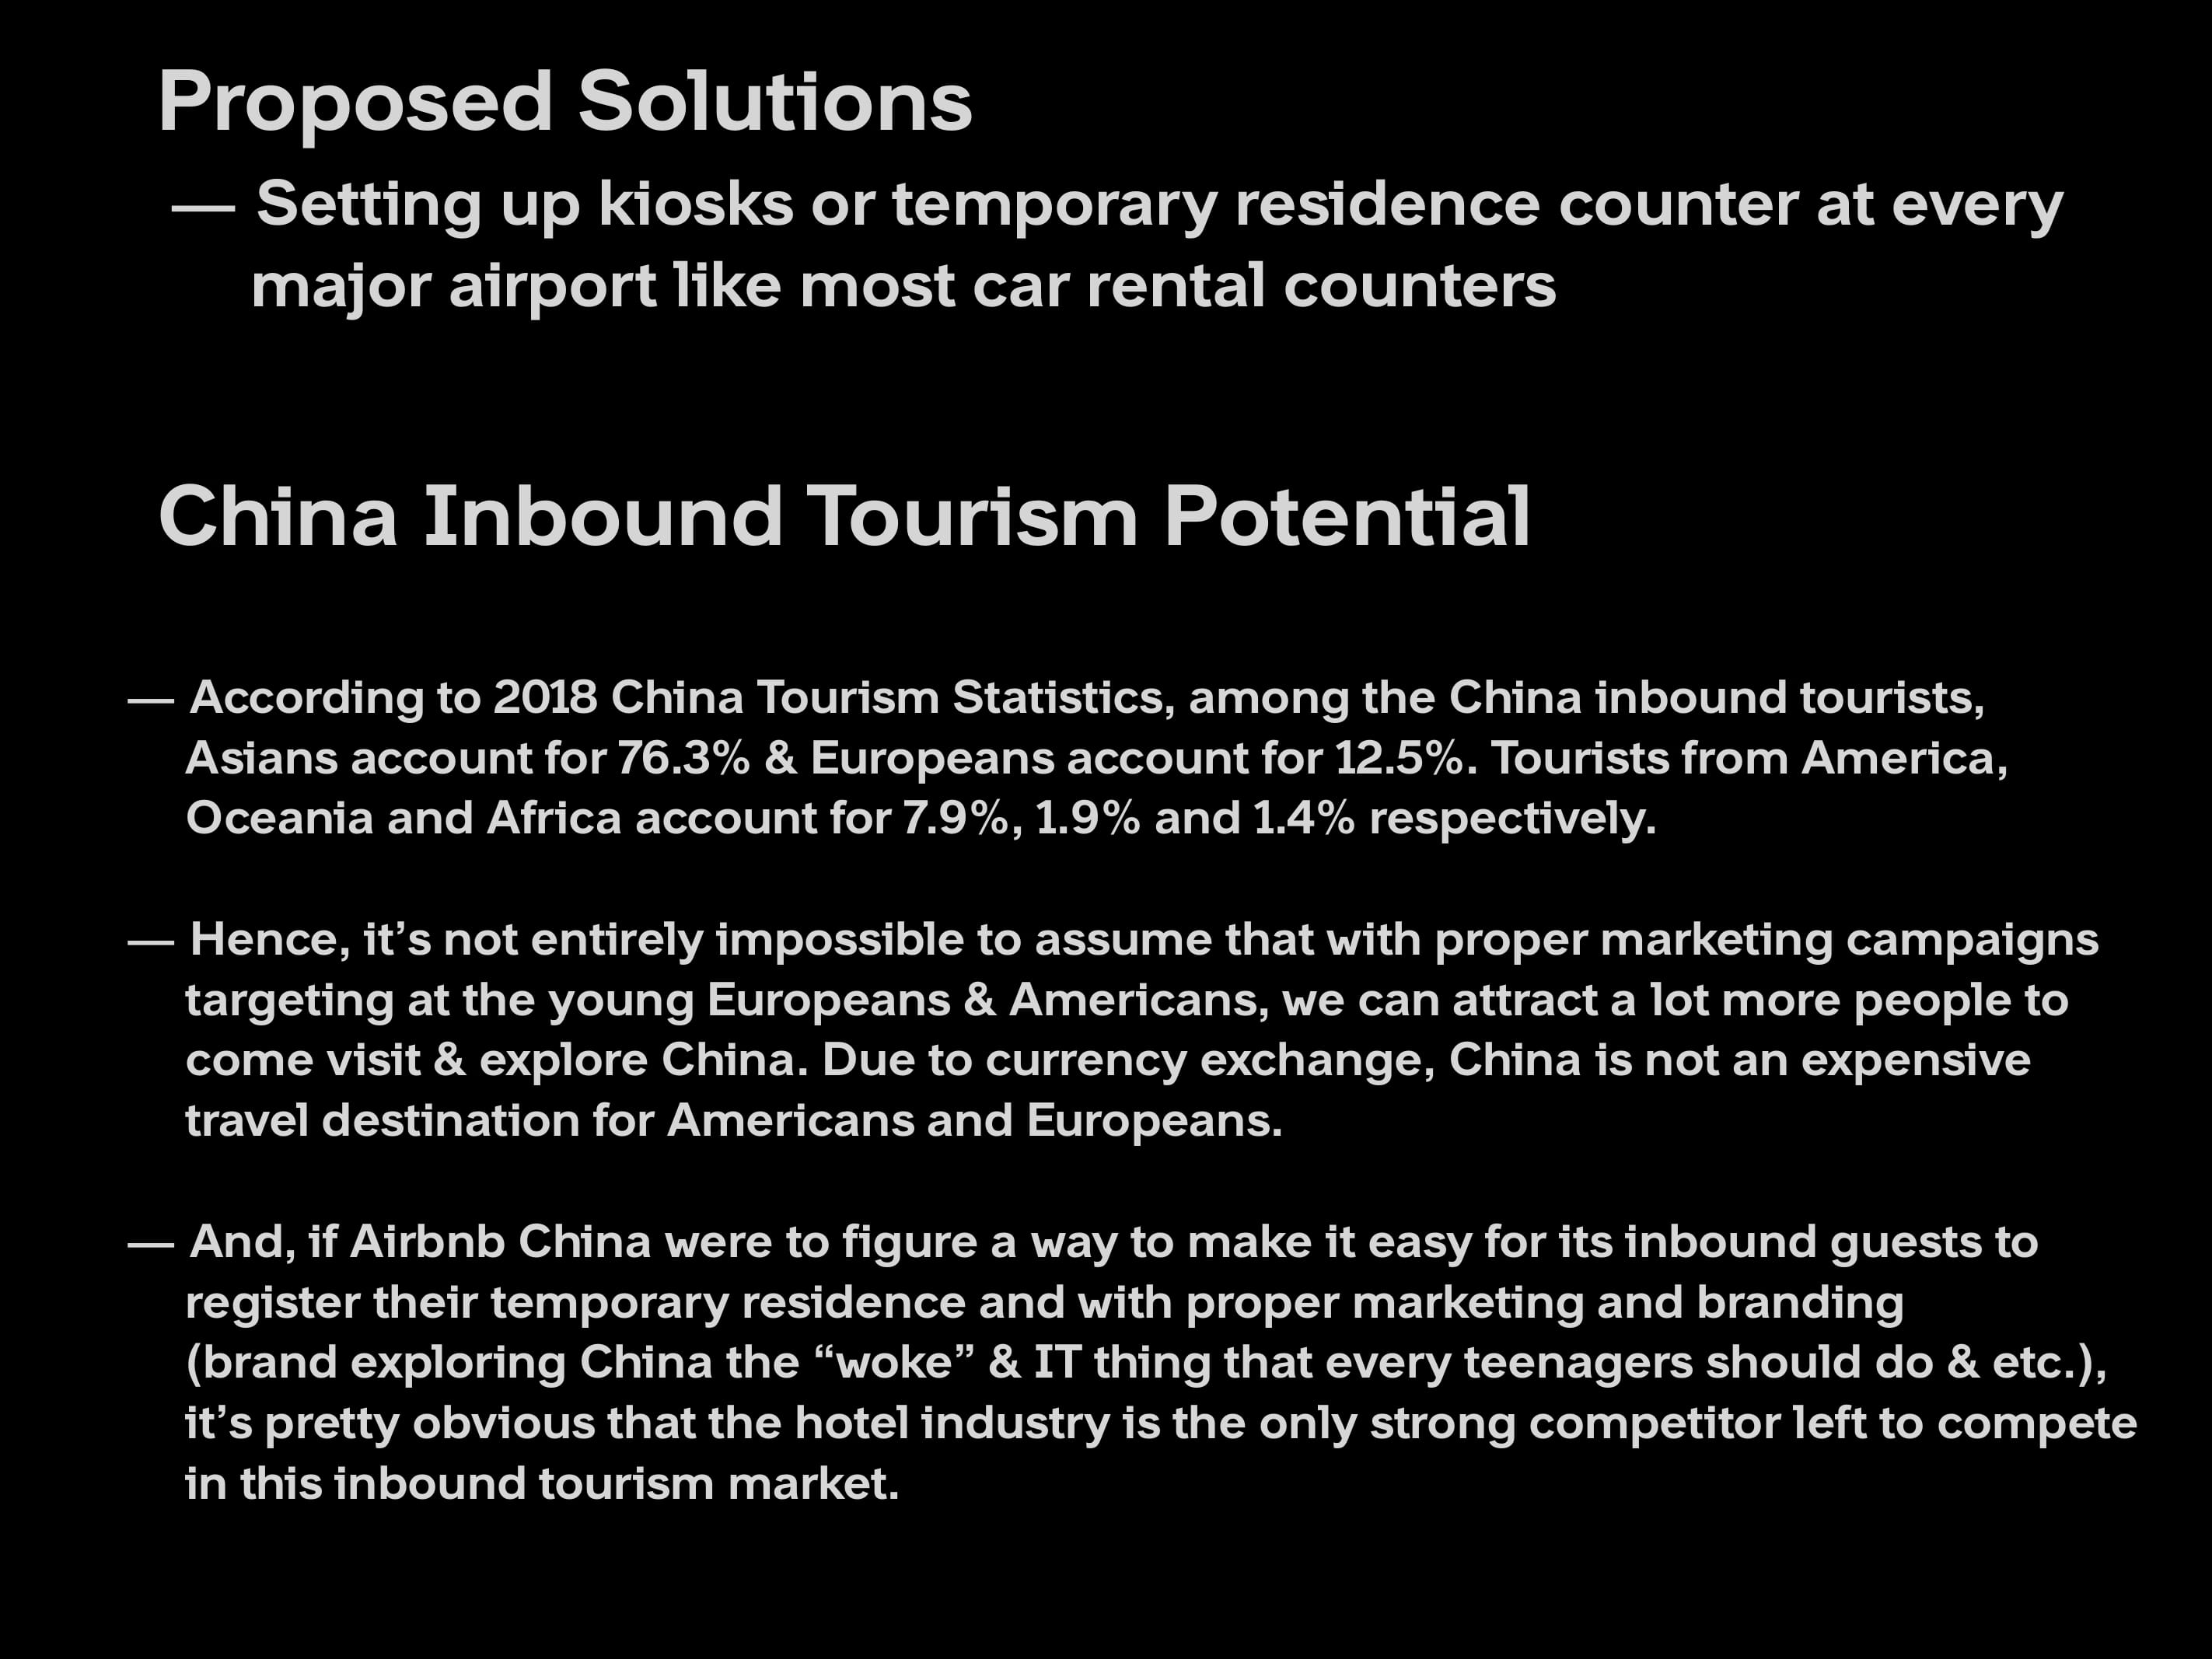 Proposed Solutions
— Setting up kiosks or temporary residence counter at every
major airport like most car rental counters
China Inbound Tourism Potential
— According to 2018 China Tourism Statistics, among the China inbound tourists,
Asians account for 76.3% & Europeans account for 12.5%. Tourists from America,
Oceania and Africa account for 7.9%, 1.9% and 1.4% respectively.
— Hence, it’s not entirely impossible to assume that with proper marketing campaigns
targeting at the young Europeans & Americans, we can attract a lot more people to
come visit & explore China. Due to currency exchange, China is not an expensive
travel destination for Americans and Europeans.
— And, if Airbnb China were to figure a way to make it easy for its inbound guests to
register their temporary residence and with proper marketing and branding
(brand exploring China the “woke” & IT thing that every teenagers should do & etc.),
it’s pretty obvious that the hotel industry is the only strong competitor left to compete
in this inbound tourism market.